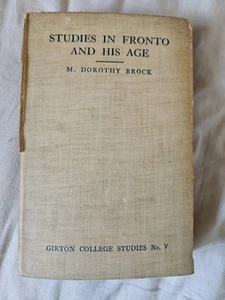 STUDIES IN FRONTO
AND HIS AGE
M. DOROTHY BROCK
GIRTON COLLEGE STUDIES No. V